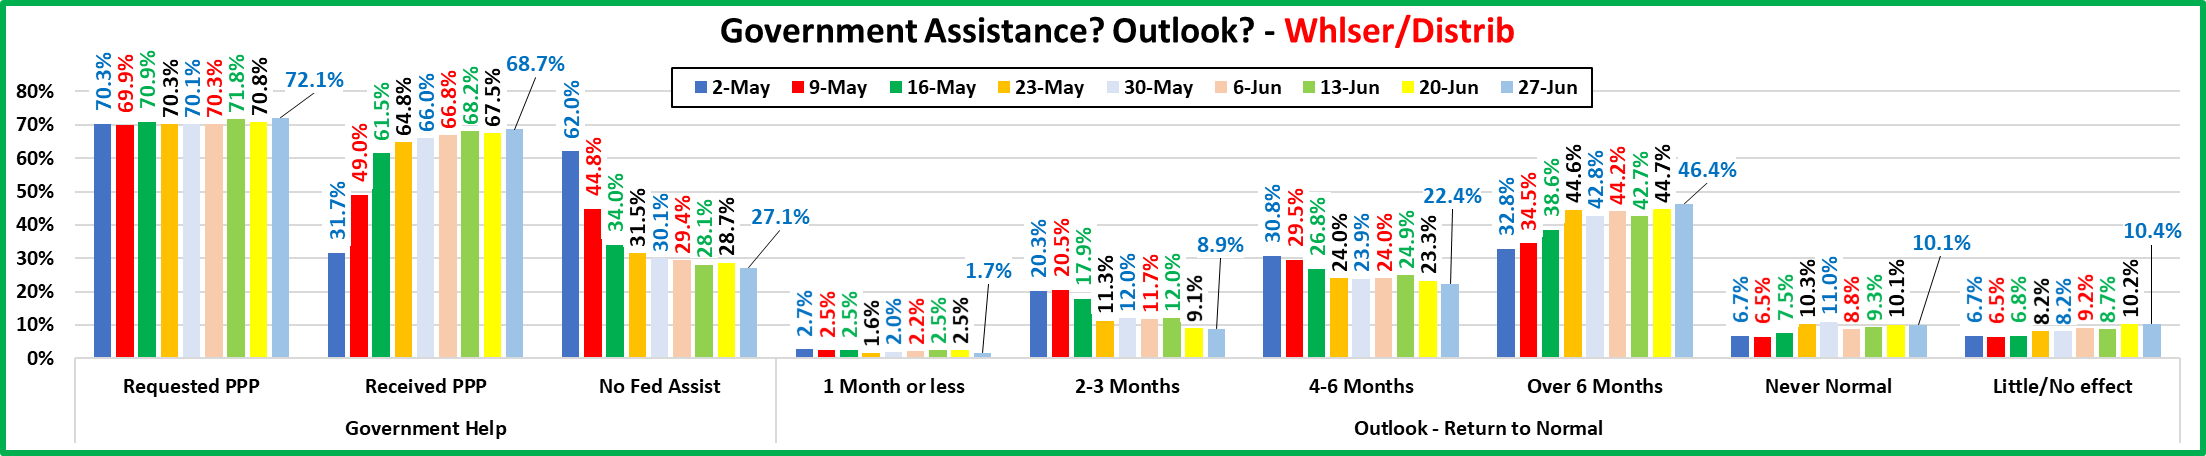 Government Assistance? Outlook? - Whlser/Distrib
2-May 9-May 16-May 23-May 30-May 6-Jun 13-Jun 20-Jun 27-Jun
80%
70%
60%
50%
40%
30%
20%
10%
0%
70.3% 69.9% 70.9% 70.3% 70.1% 70.3% 71.8% 70.8% 72.1%
31.7% 49.0% 61.5% 64.8% 66.0% 66.8% 68.2% 67.5% 68.7%
62.0% 44.8% 34.0% 31.5% 30.1% 29.4% 28.1% 28.7% 27.1%
2.7% 2.5% 2.5% 1.6% 2.0% 2.2% 2.5% 2.5% 1.7%
20.3% 20.5% 17.9% 11.3% 12.0% 11.7% 12.0% 9.1% 8.9%
30.8% 29.5% 26.8% 24.0% 23.9% 24.0% 24.9% 23.3% 22.4%
32.8% 34.5% 38.6% 44.6% 42.8% 44.2% 42.7% 44.7% 46.4%
6.7% 6.5% 7.5% 10.3% 11.0% 8.8% 9.3% 10.1% 10.1%
6.7% 6.5% 6.8% 8.2% 8.2% 9.2% 8.7% 10.2% 10.4%
Requested PPP Received PPP No Fed Assist 1 Month or less 2-3 Months 4-6 Months Over 6 Months Never Normal Little/No effect
Government Help Outlook - Return to Normal